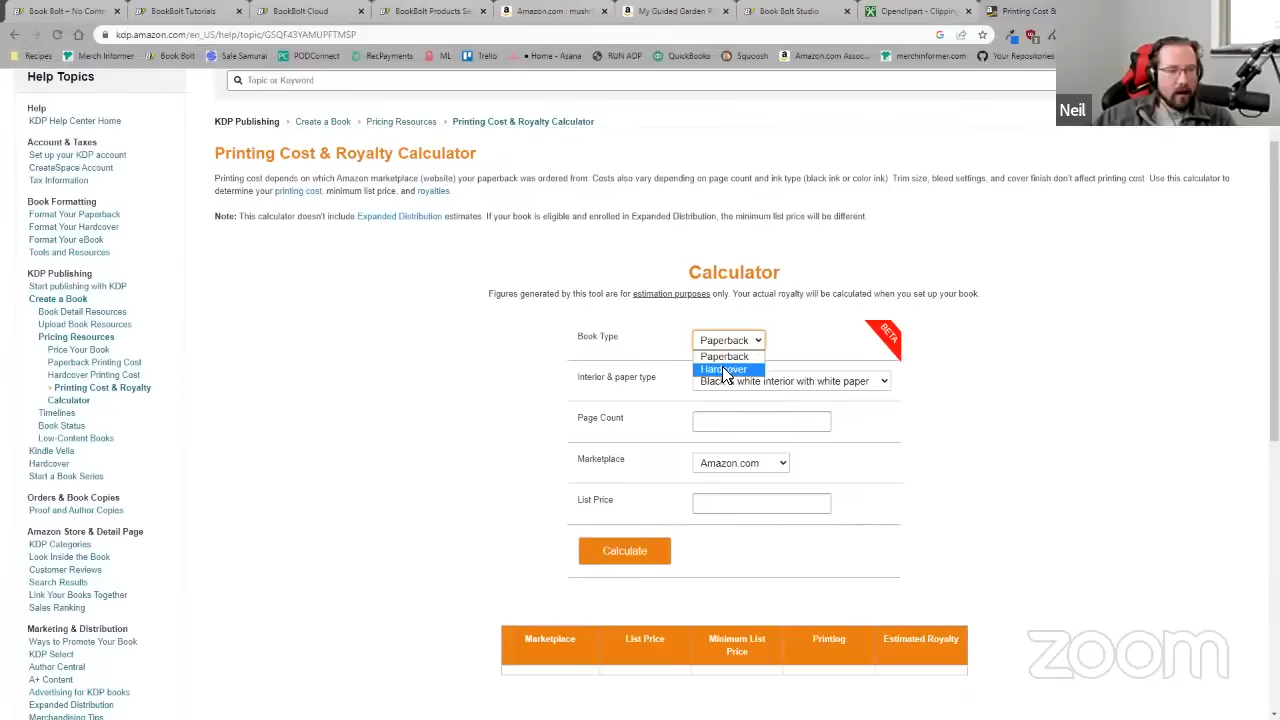 BookBolt Tutorials
BookBolt Cloud
BookBolt Products
Amazon.com: mush
My Guided Garden P
BookBolt Studio
Openclipart - Clippin
Printing Cost &
kdp.amazon.com/en_US/help/topic/GSQF43YAMUPFTMSP
Recipes
Merch Informer
Book Bolt
Sale Samurai
PODConnect
RecapRockets
ML
Trello
Home - Asarai
RUN ADP
QuickBooks
Squoosh
Amazon.com Assoc...
merchinformer.com
Your Repositories
Neil
Help Topics
Topic or Keyword
Help
KDP Help Center Home
Account & Taxes
Set up your KDP account
CreateSpace Account
Tax Information
Book Formatting
Format Your Paperback
Format Your Hardcover
Format Your eBook
Tools and Resources
KDP Publishing
Start publishing with KDP
Create a Book
Book Detail Resources
Upload Book Resources
Pricing Resources
Price Your Book
Paperback Printing Cost
Hardcover Printing Cost
› Printing Cost & Royalty
Calculator
Timelines
Book Status
Low-Content Books
Kindle Vella
Hardcover
Start a Book Series
Orders & Book Copies
Proof and Author Copies
Amazon Store & Detail Page
KDP Categories
Look Inside the Book
Customer Reviews
Search Results
Link Your Books Together
Sales Ranking
Marketing & Distribution
Ways to Promote Your Book
KDP Select
Author Central
A+ Content
Advertising for KDP books
Expanded Distribution
Merchandising Tips
KDP Publishing › Create a Book › Pricing Resources › Printing Cost & Royalty Calculator
Printing Cost & Royalty Calculator
Printing cost depends on which Amazon marketplace (website) your paperback was ordered from. Costs also vary depending on page count and ink type (black ink or color ink) Trim size, bleed settings, and cover finish don't affect printing cost. Use this calculator to
determine your printing cost, minimum list price, and royalties.
Note: This calculator doesn't include Expanded Distribution estimates. If your book is eligible and enrolled in Expanded Distribution, the minimum list price will be different.
Calculator
Figures generated by this tool are for estimation purposes only. Your actual royalty will be calculated when you set up your book.
BETA
Book Type
Paperback
Paperback
Hardcover
Interior & paper type
Black & white interior with white paper
Page Count
Marketplace
Amazon.com
List Price
Calculate
Marketplace
List Price
Minimum List
Price
Printing
Estimated Royalty
zoom